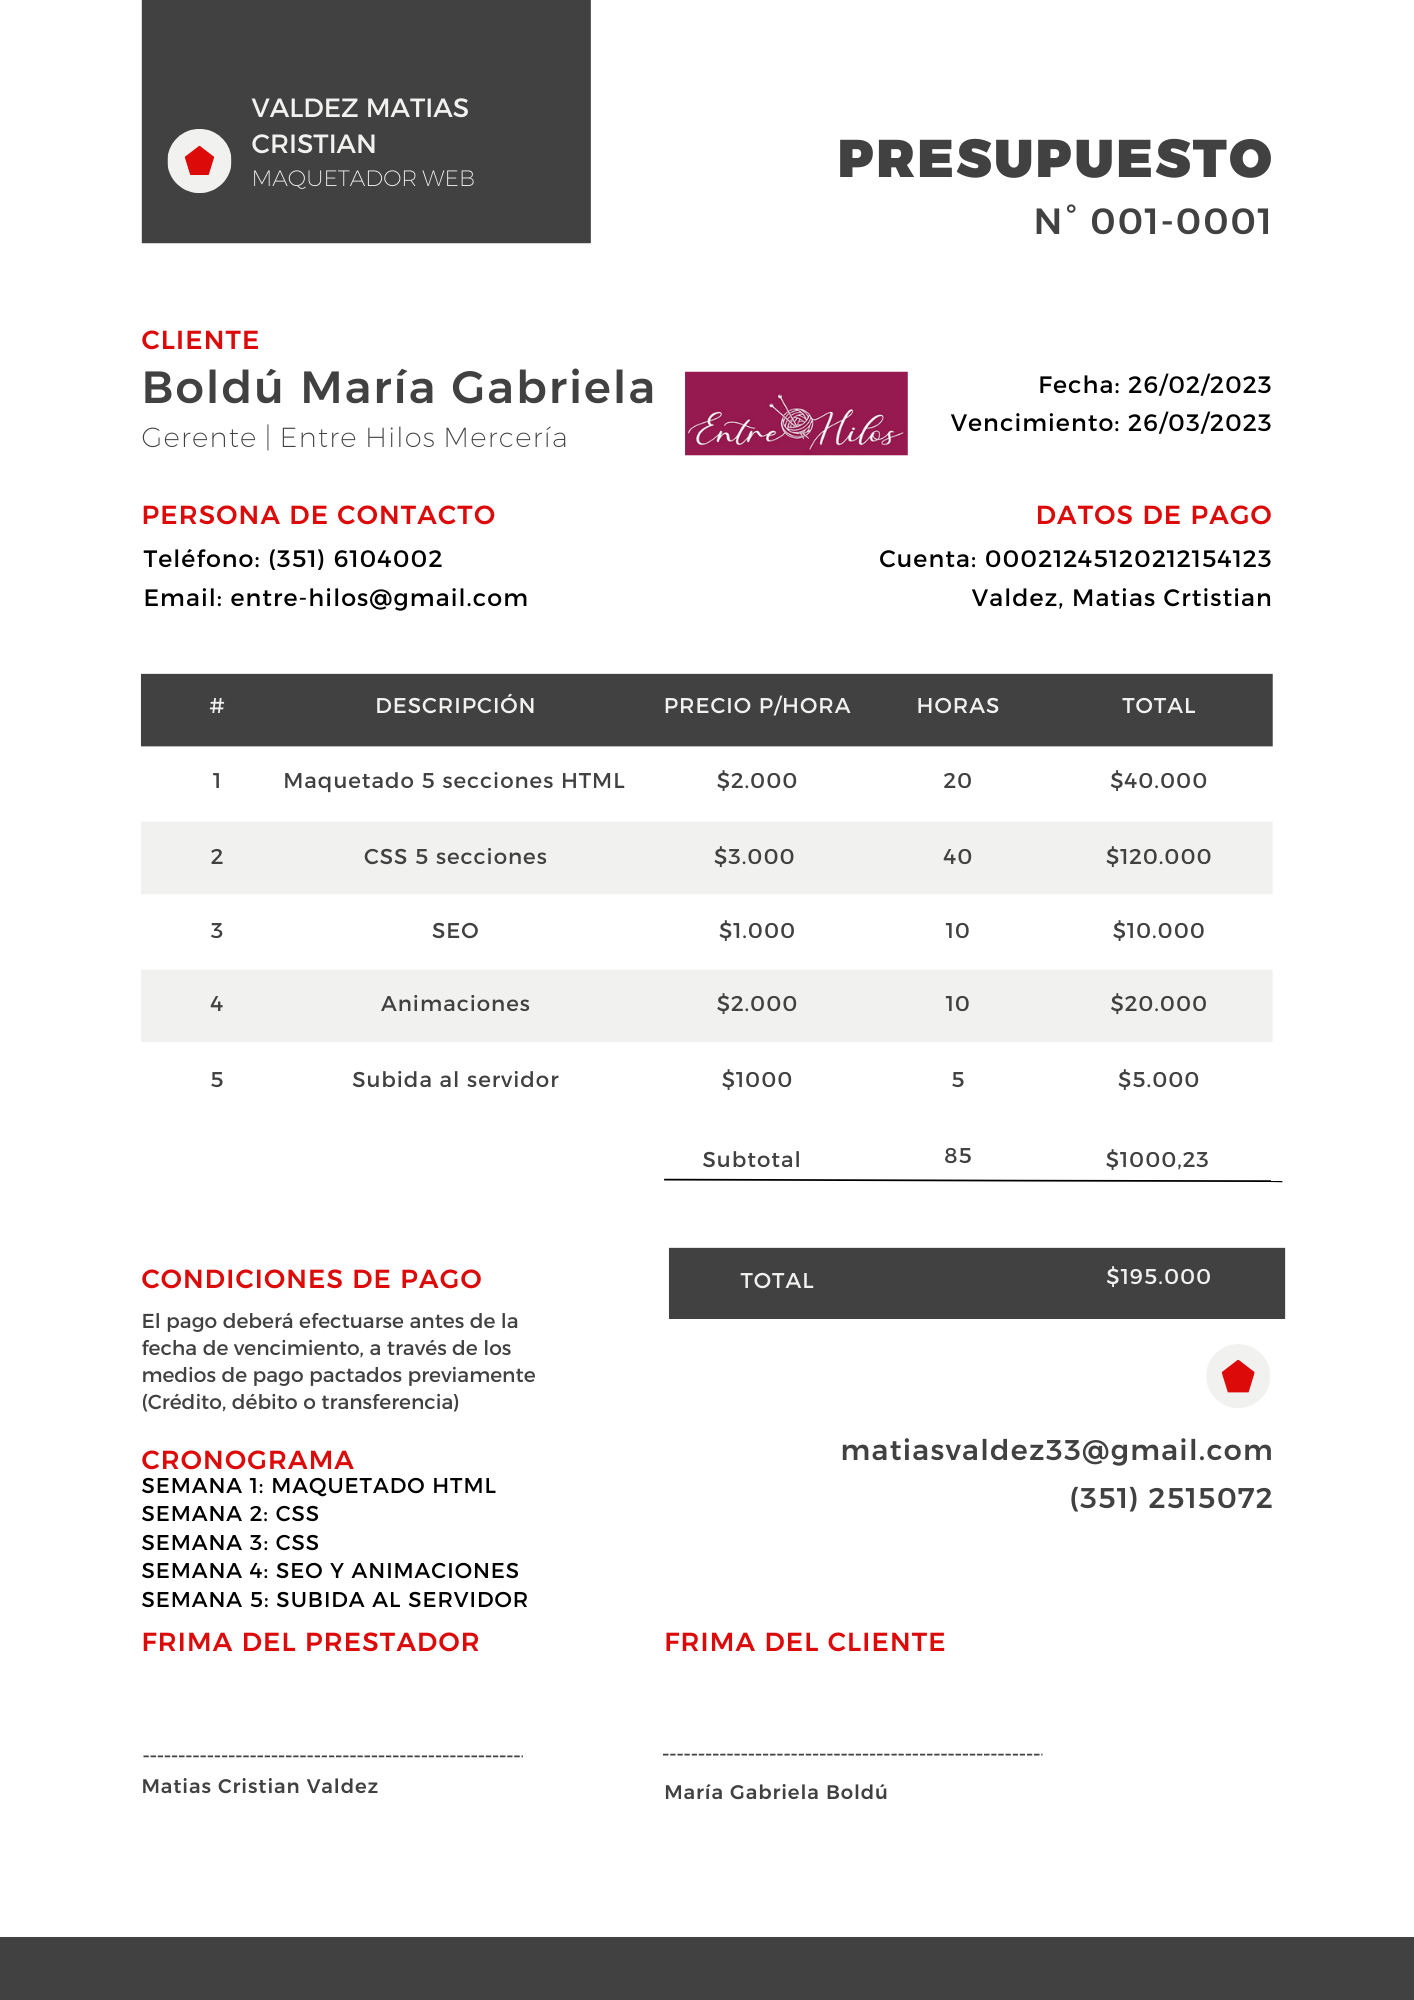 VALDEZ MATIAS
CRISTIAN
MAQUETADOR WEB
PRESUPUESTO
N° 001-0001
CLIENTE
Boldú María Gabriela
Gerente | Entre Hilos Mercería
Entre Hilos
Fecha: 26/02/2023
Vencimiento: 26/03/2023
PERSONA DE CONTACTO
Teléfono: (351) 6104002
Email: entre-hilos@gmail.com
DATOS DE PAGO
Cuenta: 00021245120212154123
Valdez, Matias Crtistian
# DESCRIPCIÓN PRECIO P/HORA HORAS TOTAL
1 Maquetado 5 secciones HTML $2.000 20 $40.000
2 CSS 5 secciones $3.000 40 $120.000
3 SEO $1.000 10 $10.000
4 Animaciones $2.000 10 $20.000
5 Subida al servidor $1000 5 $5.000
Subtotal 85 $1000,23
TOTAL $195.000
CONDICIONES DE PAGO
El pago deberá efectuarse antes de la
fecha de vencimiento, a través de los
medios de pago pactados previamente
(Crédito, débito o transferencia)
matiasvaldez33@gmail.com
(351) 2515072
CRONOGRAMA
SEMANA 1: MAQUETADO HTML
SEMANA 2: CSS
SEMANA 3: CSS
SEMANA 4: SEO Y ANIMACIONES
SEMANA 5: SUBIDA AL SERVIDOR
FRIMA DEL PRESTADOR
FRIMA DEL CLIENTE
Matias Cristian Valdez
María Gabriela Boldú